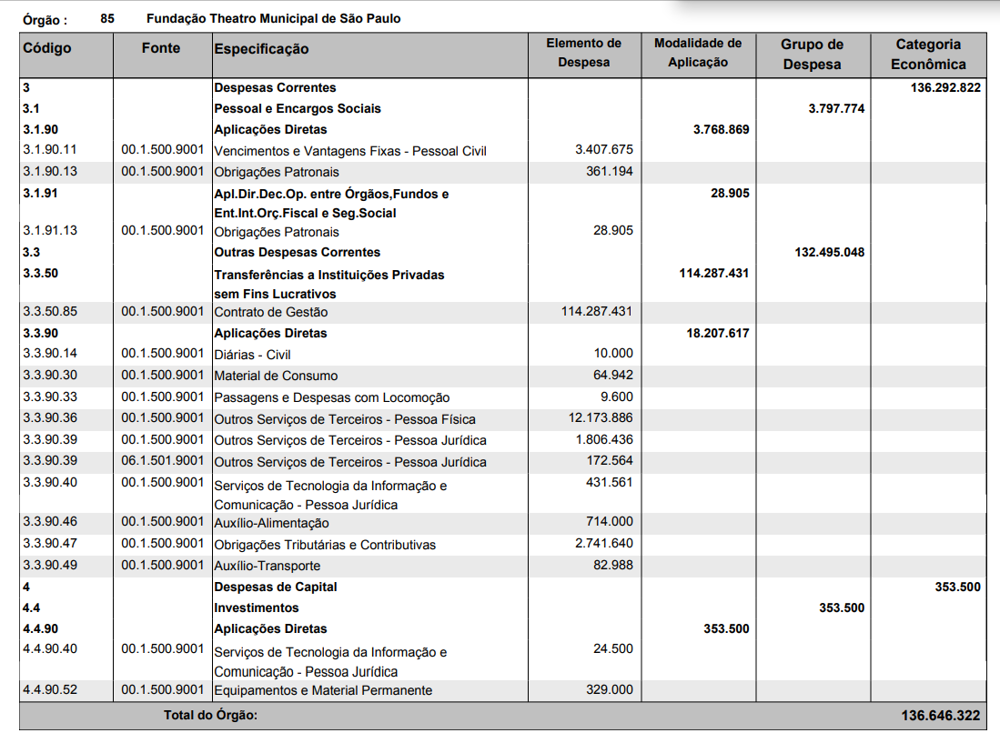 Órgão : 85 Fundação Theatro Municipal de São Paulo
Código Fonte Especificação Elemento de Despesa Modalidade de Aplicação Grupo de Despesa Categoria Econômica
3 Despesas Correntes 136.292.822
3.1 Pessoal e Encargos Sociais 3.797.774
3.1.90 Aplicações Diretas 3.768.869
3.1.90.11 00.1.500.9001 Vencimentos e Vantagens Fixas - Pessoal Civil 3.407.675
3.1.90.13 00.1.500.9001 Obrigações Patronais 361.194
3.1.91 Apl.Dir.Dec.Op. entre Órgãos,Fundos e 28.905
Ent.Int.Orç.Fiscal e Seg.Social
3.1.91.13 00.1.500.9001 Obrigações Patronais 28.905
3.3 Outras Despesas Correntes 132.495.048
3.3.50 Transferências a Instituições Privadas 114.287.431
sem Fins Lucrativos
3.3.50.85 00.1.500.9001 Contrato de Gestão 114.287.431
3.3.90 Aplicações Diretas 18.207.617
3.3.90.14 00.1.500.9001 Diárias - Civil 10.000
3.3.90.30 00.1.500.9001 Material de Consumo 64.942
3.3.90.33 00.1.500.9001 Passagens e Despesas com Locomoção 9.600
3.3.90.36 00.1.500.9001 Outros Serviços de Terceiros - Pessoa Física 12.173.886
3.3.90.39 00.1.500.9001 Outros Serviços de Terceiros - Pessoa Jurídica 1.806.436
3.3.90.39 06.1.501.9001 Outros Serviços de Terceiros - Pessoa Jurídica 172.564
3.3.90.40 00.1.500.9001 Serviços de Tecnologia da Informação e 431.561
Comunicação - Pessoa Jurídica
3.3.90.46 00.1.500.9001 Auxílio-Alimentação 714.000
3.3.90.47 00.1.500.9001 Obrigações Tributárias e Contributivas 2.741.640
3.3.90.49 00.1.500.9001 Auxílio-Transporte 82.988
4 Despesas de Capital 353.500
4.4 Investimentos 353.500
4.4.90 Aplicações Diretas 353.500
4.4.90.40 00.1.500.9001 Serviços de Tecnologia da Informação e 24.500
Comunicação - Pessoa Jurídica
4.4.90.52 00.1.500.9001 Equipamentos e Material Permanente 329.000
Total do Órgão: 136.646.322